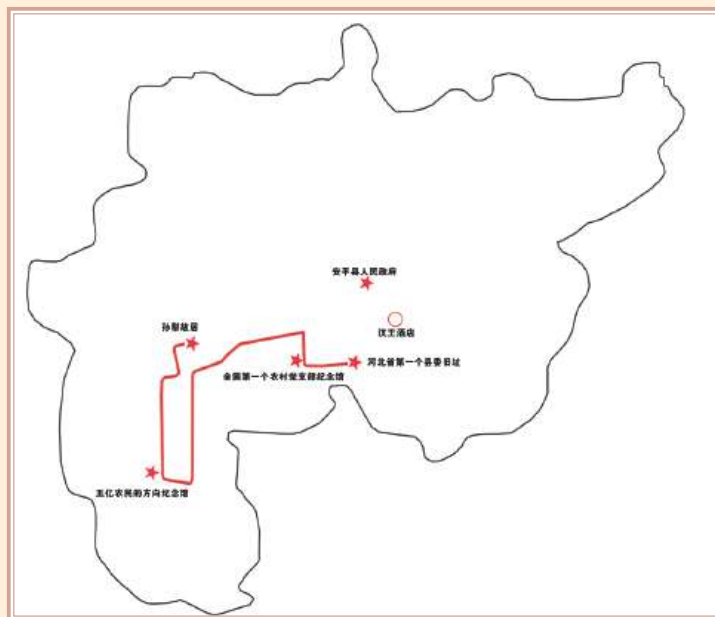 安平县人民政府
汉王酒店
孙犁故居
河北省第一个县委旧址
全国第一个农村党支部纪念馆
五亿农民的方向纪念馆